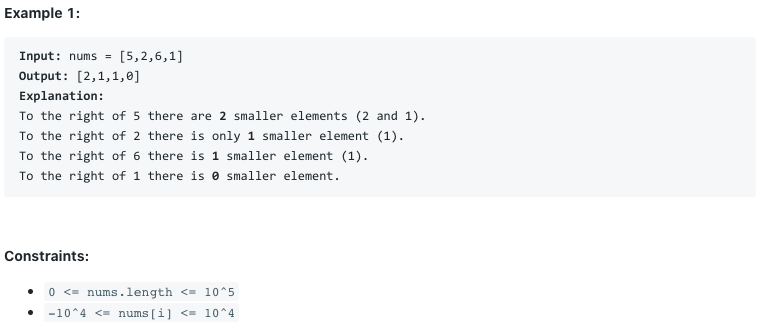 Example 1:
Input: nums = [5,2,6,1]
Output: [2,1,1,0]
Explanation:
To the right of 5 there are 2 smaller elements (2 and 1).
To the right of 2 there is only 1 smaller element (1).
To the right of 6 there is 1 smaller element (1).
To the right of 1 there is 0 smaller element.
Constraints:
• 0 <= nums.length <= 10^5
• -10^4 <= nums[i] <= 10^4